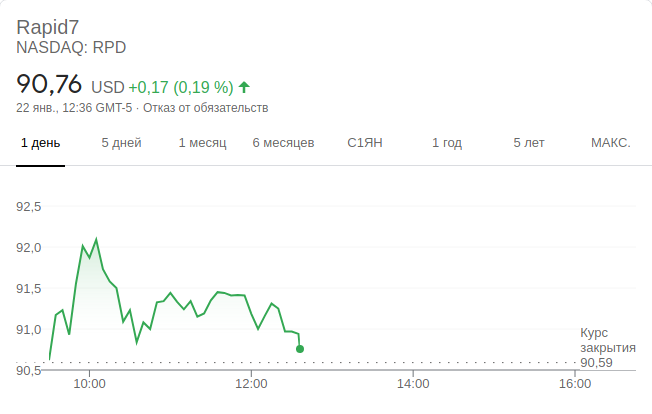 Rapid7
NASDAQ: RPD
90,76 USD +0,17 (0,19 %)
22 янв., 12:36 GMT-5 · Отказ от обязательств
1 день 5 дней 1 месяц 6 месяцев С1ЯН 1 год 5 лет МАКС.
92,5
92,0
91,5
91,0
90,5
Курс
закрытия
90,59
10:00 12:00 14:00 16:00